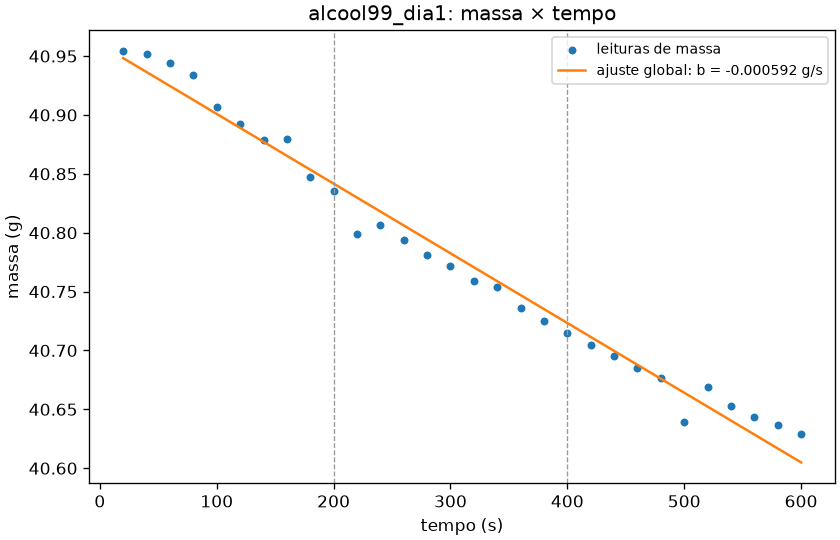 alcool99_dia1: massa × tempo
leituras de massa
ajuste global: b = -0.000592 g/s
massa (g)
40.95
40.90
40.85
40.80
40.75
40.70
40.65
40.60
0 100 200 300 400 500 600
tempo (s)